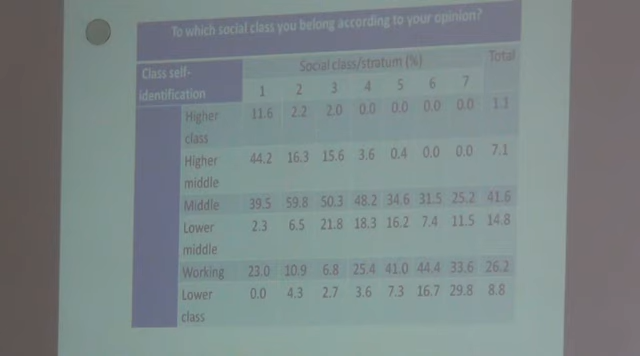 To which social class you belong according to your opinion?
Class self-identification Social class/stratum (%) Total
1 2 3 4 5 6 7
Higher class 11.6 2.2 2.0 0.0 0.0 0.0 0.0 1.1
Higher middle 44.2 16.3 15.6 3.6 0.4 0.0 0.0 7.1
Middle 39.5 59.8 50.3 48.2 34.6 31.5 25.2 41.6
Lower middle 2.3 6.5 21.8 18.3 16.2 7.4 11.5 14.8
Working 23.0 10.9 6.8 25.4 41.0 44.4 33.6 26.2
Lower class 0.0 4.3 2.7 3.6 7.3 16.7 29.8 8.8